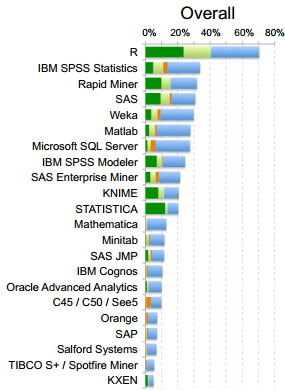 Overall
0% 20% 40% 60% 80%
R
IBM SPSS Statistics
Rapid Miner
SAS
Weka
Matlab
Microsoft SQL Server
IBM SPSS Modeler
SAS Enterprise Miner
KNIME
STATISTICA
Mathematica
Minitab
SAS JMP
IBM Cognos
Oracle Advanced Analytics
C45 / C50 / See5
Orange
SAP
Salford Systems
TIBCO S+ / Spotfire Miner
KXEN